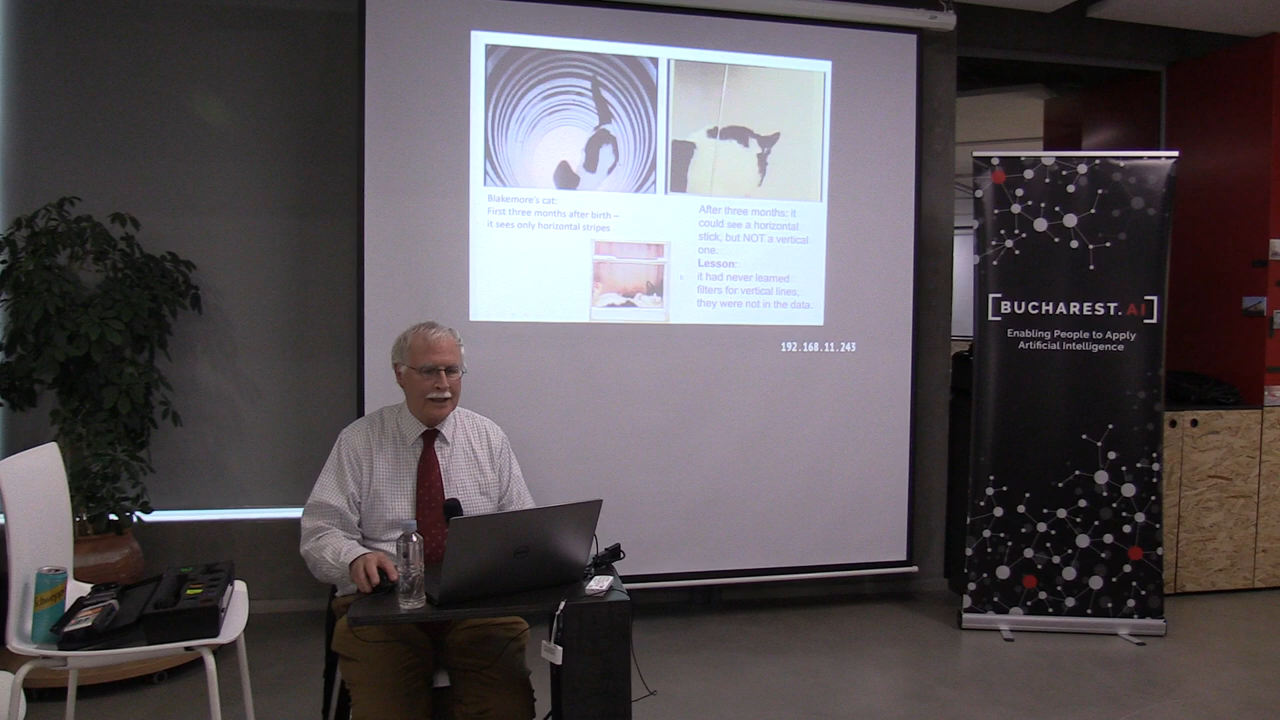 Blakemore's cat:
First three months after birth –
it sees only horizontal stripes
After three months: it
could see a horizontal
stick, but NOT a vertical
one.
Lesson:
it had never learned
filters for vertical lines,
they were not in the data.
192.168.11.243
[BUCHAREST.AI]
Enabling People to Apply
Artificial Intelligence
Schweppes
DELL